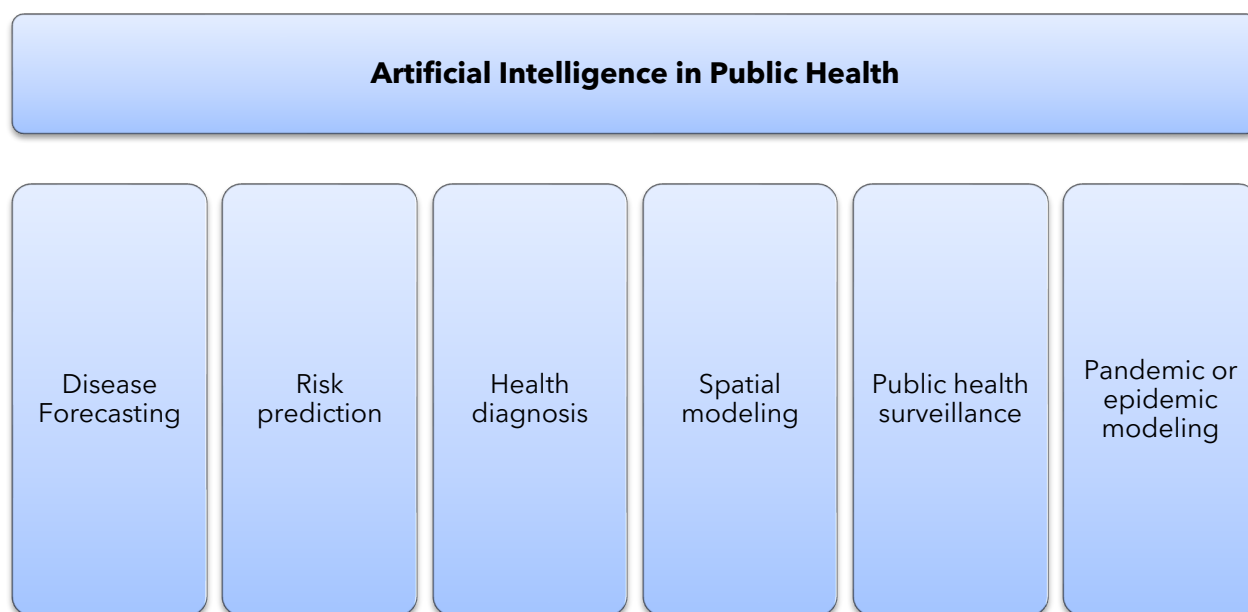 Artificial Intelligence in Public Health
Disease
Forecasting
Risk
prediction
Health
diagnosis
Spatial
modeling
Public health
surveillance
Pandemic or
epidemic
modeling